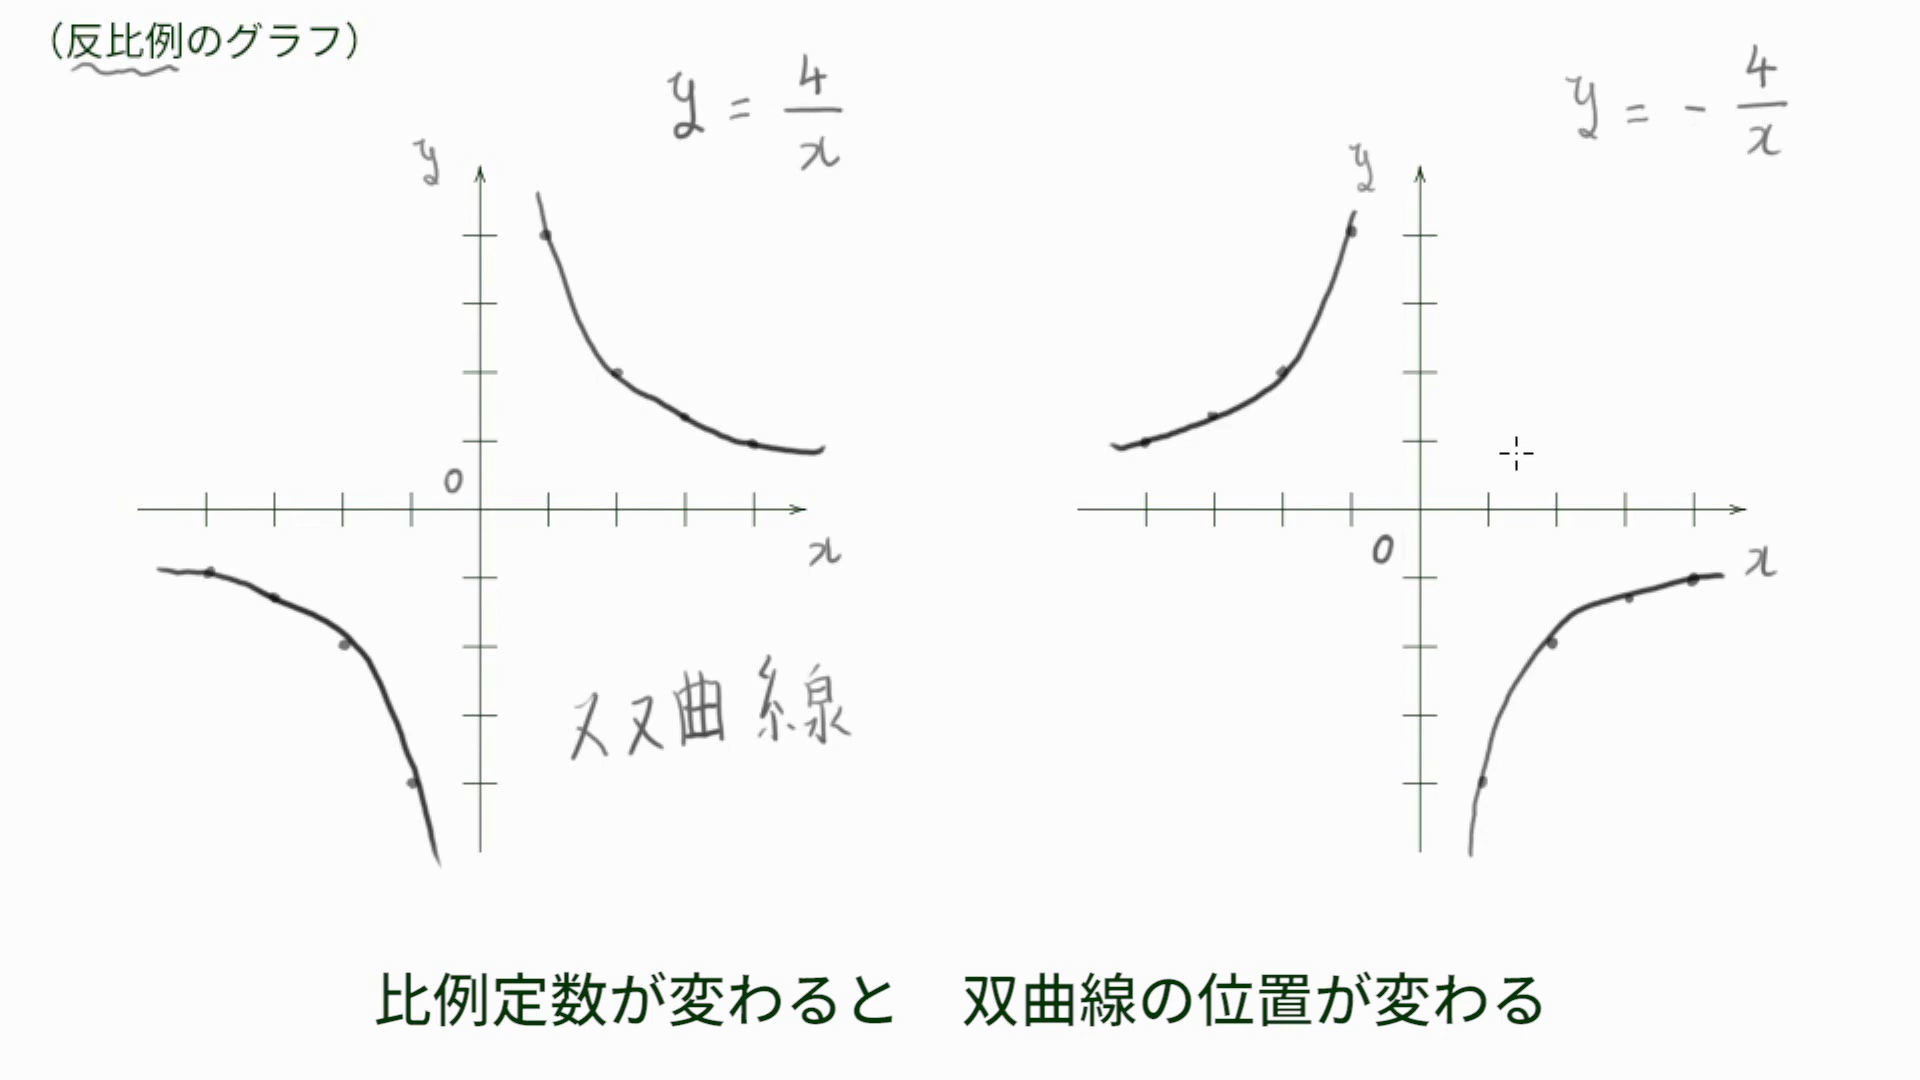 （反比例のグラフ）
y = 4/x
y
0
x
双曲線
y = - 4/x
y
0
x
比例定数が変わると　双曲線の位置が変わる